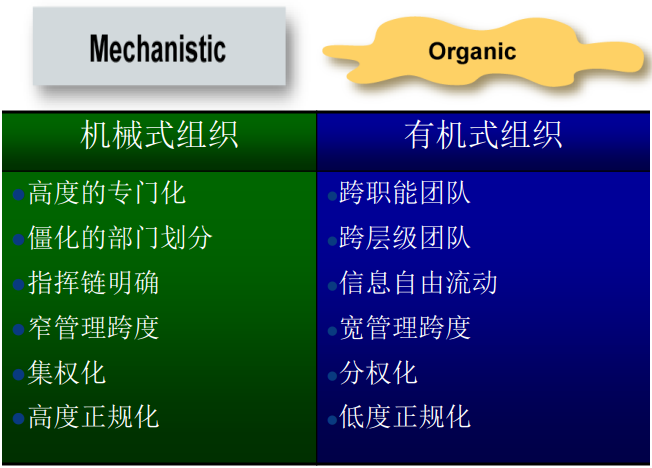 Mechanistic
Organic
机械式组织
有机式组织
高度的专门化
跨职能团队
僵化的部门划分
跨层级团队
指挥链明确
信息自由流动
窄管理跨度
宽管理跨度
集权化
分权化
高度正规化
低度正规化